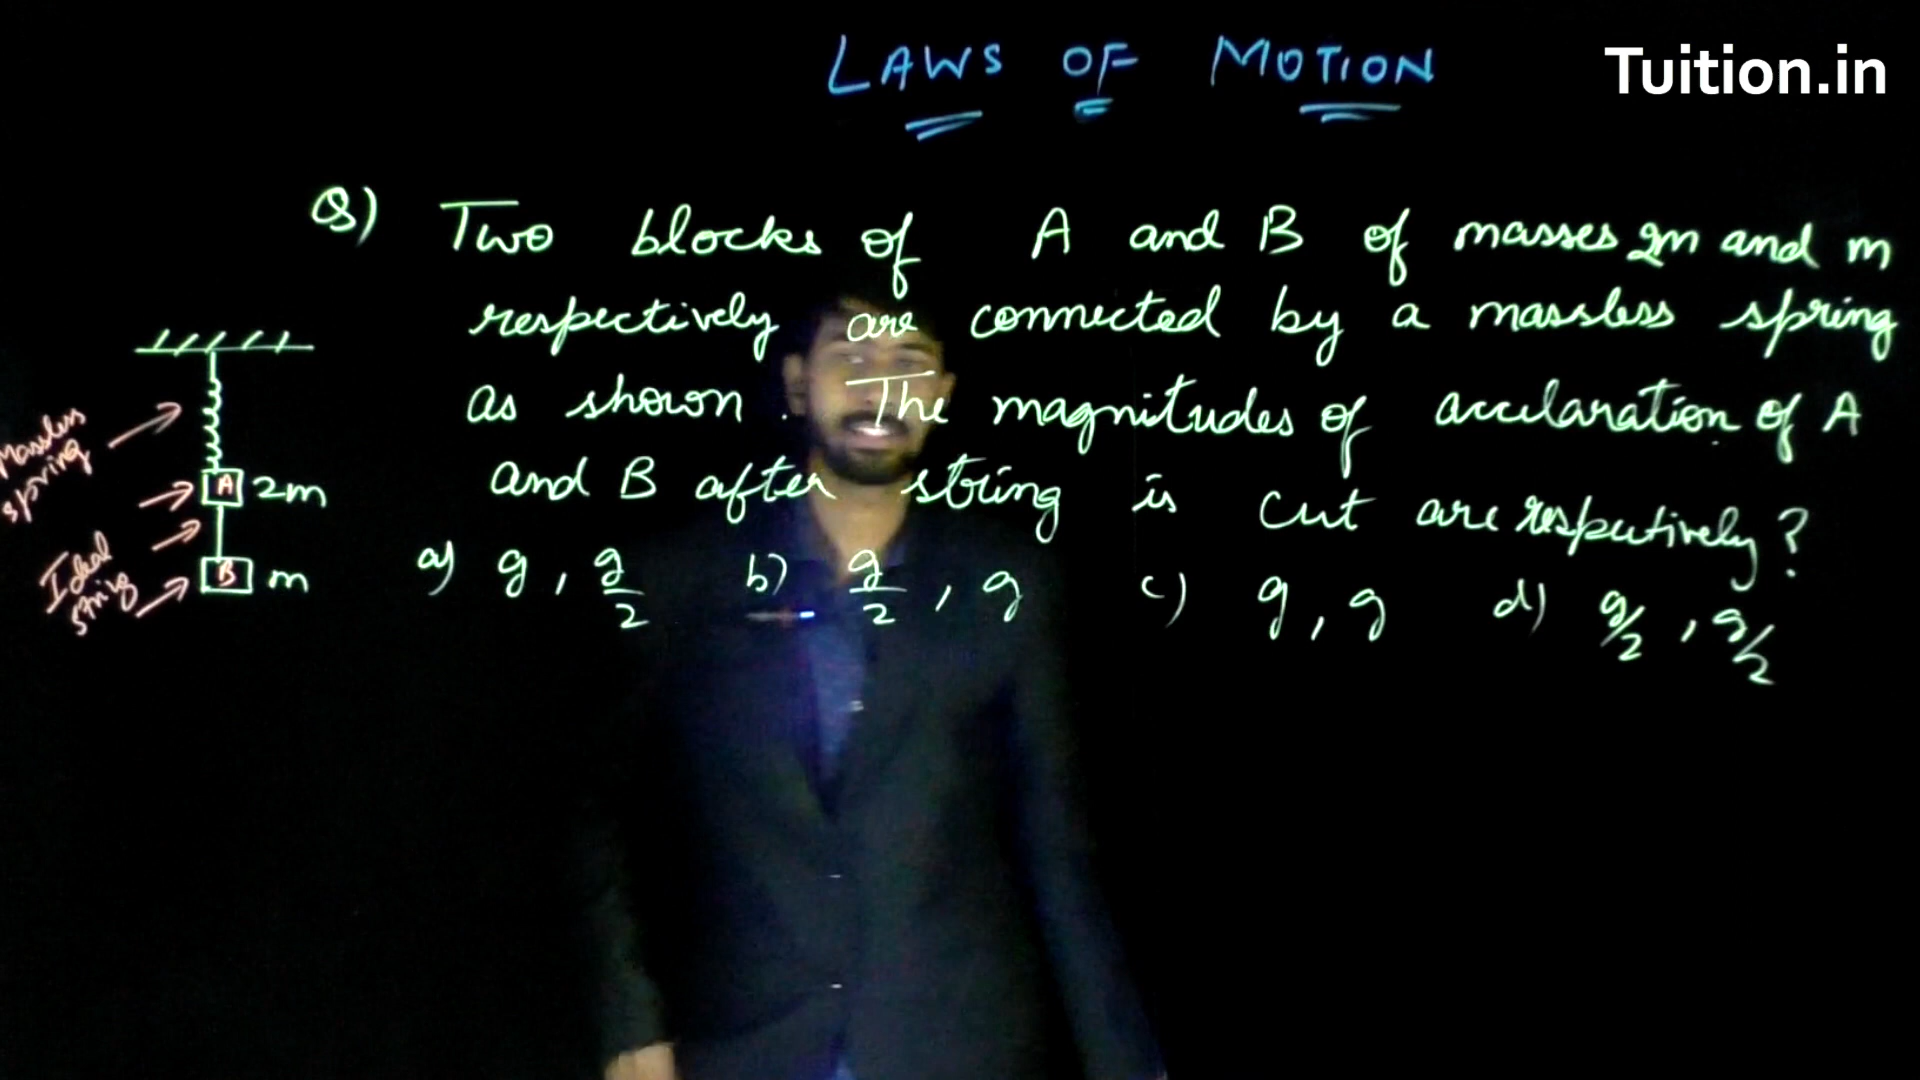 LAWS OF MOTION
Tuition.in
Q) Two blocks of A and B of masses 2m and m
respectively are connected by a massless spring
as shown. The magnitudes of accelaration of A
and B after string is cut are respectively?
a) g, g/2 b) g/2, g c) g, g d) g/2, g/2
Massless
spring
A 2m
Ideal
string
B m